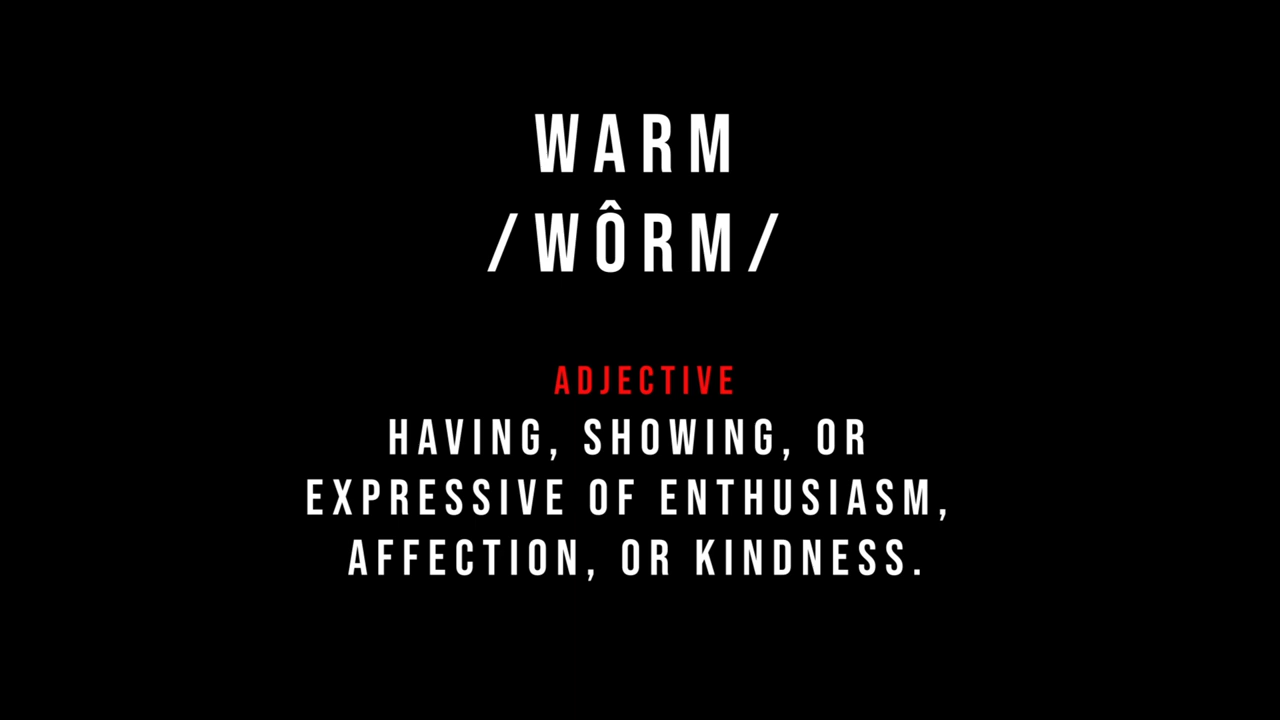 WARM
/WÔRM/
ADJECTIVE
HAVING, SHOWING, OR
EXPRESSIVE OF ENTHUSIASM,
AFFECTION, OR KINDNESS.